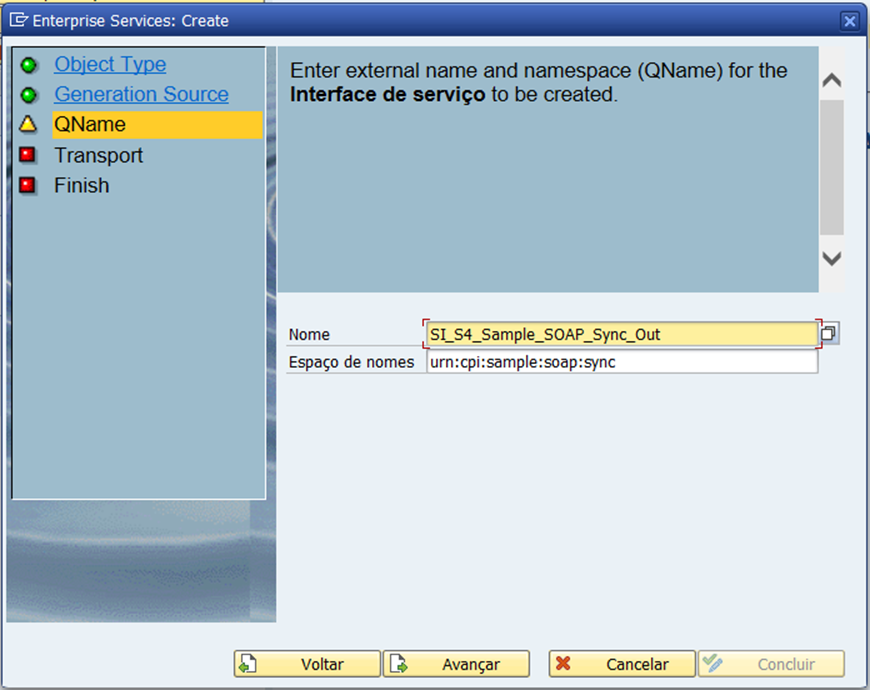 Enterprise Services: Create
Object Type
Generation Source
QName
Transport
Finish
Enter external name and namespace (QName) for the
Interface de serviço to be created.
Nome
SI_S4_Sample_SOAP_Sync_Out
Espaço de nomes
urn:cpi:sample:soap:sync
Voltar
Avançar
Cancelar
Concluir